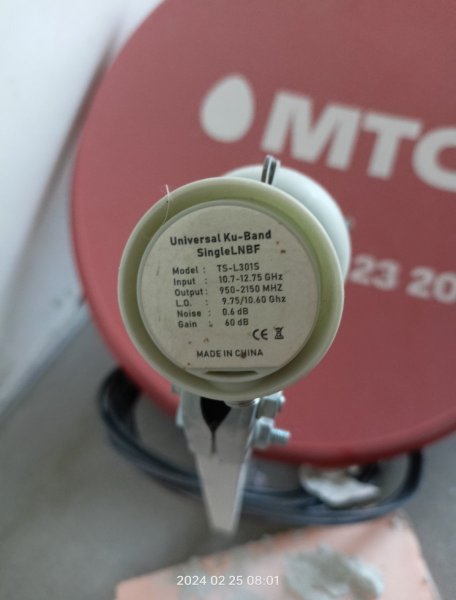 МТС
23 20
Universal Ku-Band
SingleLNBF
Model : TS-L301S
Input : 10.7-12.75 GHz
Output : 950-2150 MHZ
L.O. : 9.75/10.60 Ghz
Noise : 0.6 dB
Gain : 60 dB
CE
MADE IN CHINA
2024 02 25 08:01